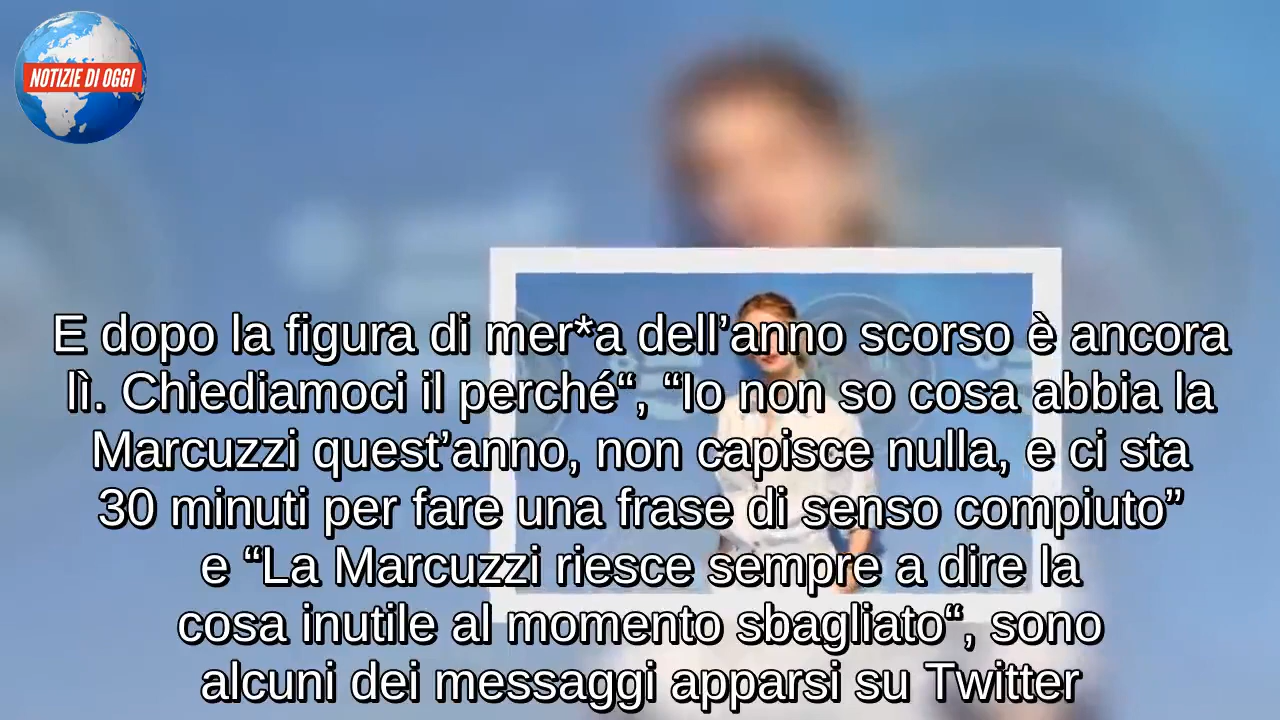 NOTIZIE DI OGGI
E dopo la figura di mer*a dell’anno scorso è ancora
lì. Chiediamoci il perché“, “Io non so cosa abbia la
Marcuzzi quest’anno, non capisce nulla, e ci sta
30 minuti per fare una frase di senso compiuto”
e “La Marcuzzi riesce sempre a dire la
cosa inutile al momento sbagliato“, sono
alcuni dei messaggi apparsi su Twitter